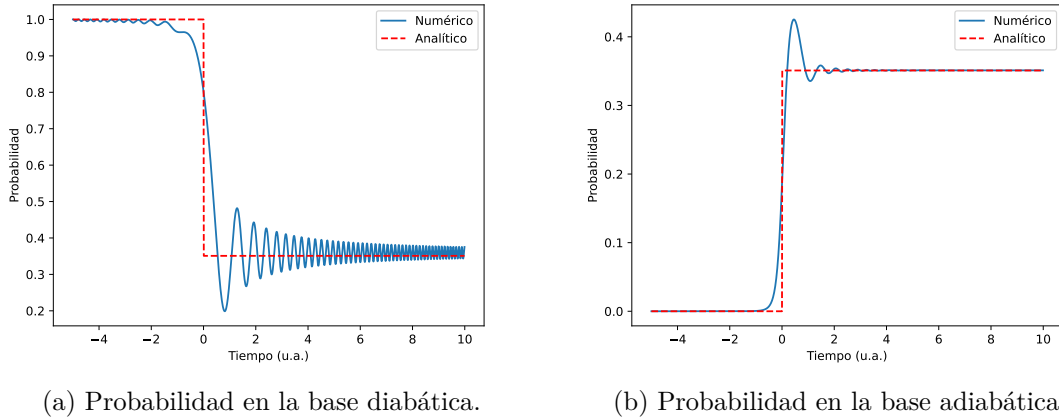 1.0
0.9
0.8
0.7
0.6
0.5
0.4
0.3
0.2
Probabilidad
Numérico
Analítico
−4 −2 0 2 4 6 8 10
Tiempo (u.a.)
(a) Probabilidad en la base diabática.
0.4
0.3
0.2
0.1
0.0
Probabilidad
Numérico
Analítico
−4 −2 0 2 4 6 8 10
Tiempo (u.a.)
(b) Probabilidad en la base adiabática